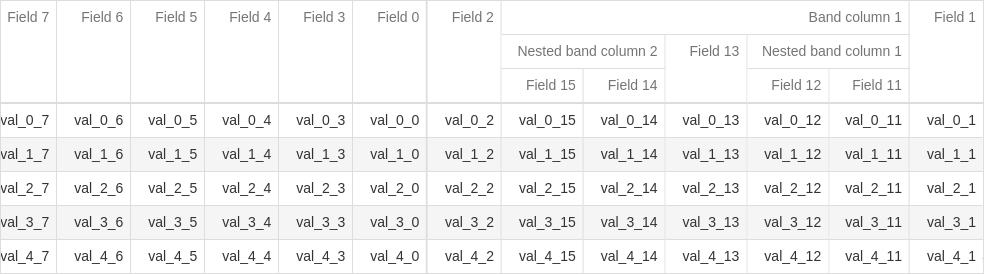 Field 7 Field 6 Field 5 Field 4 Field 3 Field 0 Field 2 Band column 1 Field 1
Nested band column 2 Field 13 Nested band column 1
Field 15 Field 14 Field 12 Field 11
val_0_7 val_0_6 val_0_5 val_0_4 val_0_3 val_0_0 val_0_2 val_0_15 val_0_14 val_0_13 val_0_12 val_0_11 val_0_1
val_1_7 val_1_6 val_1_5 val_1_4 val_1_3 val_1_0 val_1_2 val_1_15 val_1_14 val_1_13 val_1_12 val_1_11 val_1_1
val_2_7 val_2_6 val_2_5 val_2_4 val_2_3 val_2_0 val_2_2 val_2_15 val_2_14 val_2_13 val_2_12 val_2_11 val_2_1
val_3_7 val_3_6 val_3_5 val_3_4 val_3_3 val_3_0 val_3_2 val_3_15 val_3_14 val_3_13 val_3_12 val_3_11 val_3_1
val_4_7 val_4_6 val_4_5 val_4_4 val_4_3 val_4_0 val_4_2 val_4_15 val_4_14 val_4_13 val_4_12 val_4_11 val_4_1